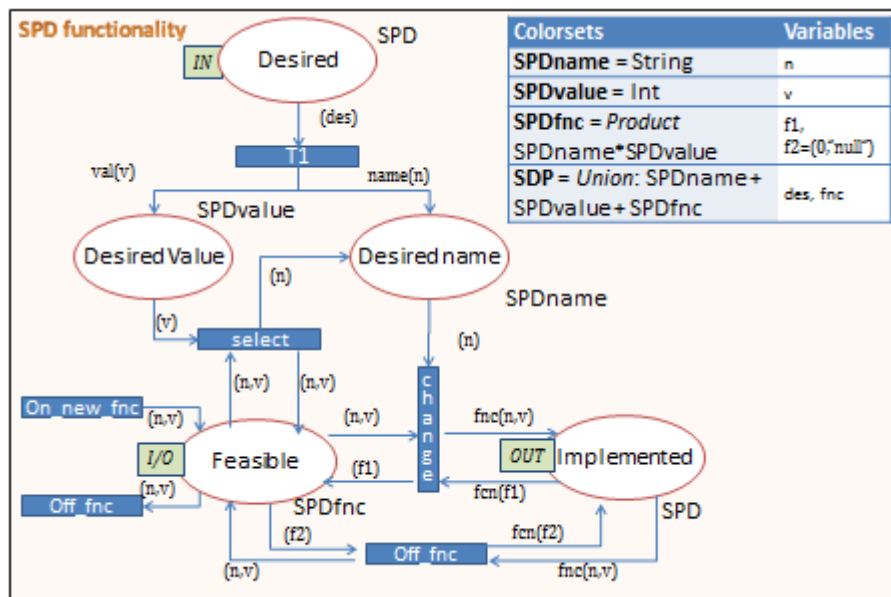 SPD functionality
SPD
IN
Desired
(des)
T1
val(v)
name(n)
SPDvalue
Desired Value
Desired name
(n)
SPDname
(v)
select
(n)
(n,v)
(n,v)
change
On_new_fnc
(n,v)
(n,v)
fnc(n,v)
I/O
Feasible
OUT
Implemented
(f1)
fcn(f1)
(n,v)
Off_fnc
SPDfnc
SPD
(f2)
fcn(f2)
Off_fnc
(n,v)
fnc(n,v)
Colorsets Variables
SPDname = String n
SPDvalue = Int v
SPDfnc = Product f1,
SPDname*SPDvalue f2=(0,"null")
SDP = Union: SPDname+
SPDvalue+ SPDfnc des, fnc